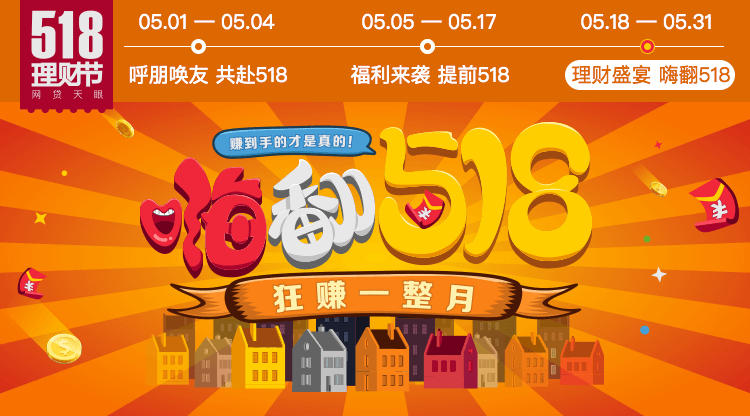 518
理财节
网贷天眼
05.01 — 05.04
呼朋唤友 共赴518
05.05 — 05.17
福利来袭 提前518
05.18 — 05.31
理财盛宴 嗨翻518
赚到手的才是真的!
嗨翻518
狂赚一整月